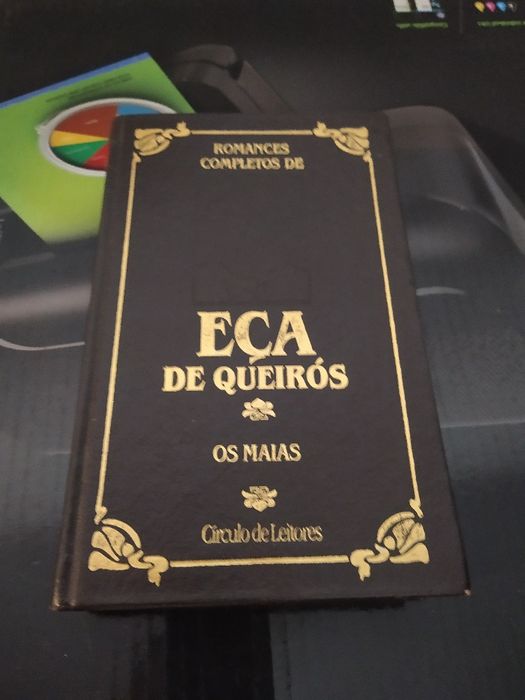 ROMANCES
COMPLETOS DE
EÇA
DE QUEIRÓS
OS MAIAS
Círculo de Leitores